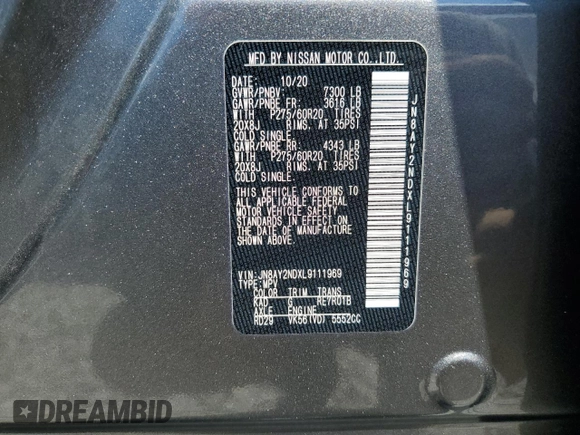 MFD BY NISSAN MOTOR CO.,LTD.
DATE: 10/20
GVWR/PNBV: 7300 LB
GAWR/PNBE FR: 3616 LB
WITH P275/60R20 TIRES
20X8J RIMS. AT 35PSI
COLD SINGLE
GAWR/PNBE RR: 4343 LB
WITH P275/60R20 TIRES
20X8J RIMS. AT 35PSI
COLD SINGLE
THIS VEHICLE CONFORMS TO
ALL APPLICABLE FEDERAL
MOTOR VEHICLE SAFETY
STANDARDS IN EFFECT ON
THE DATE OF MANUFACTURE
SHOWN ABOVE.
VIN: JN8AY2NDXL9111969
TYPE: MPV
COLOR TRIM TRANS
KAD G RE7R01B
AXLE ENGINE
RD29 VK56(VD) 5552CC
JN8AY2NDXL9111969
DREAMBID